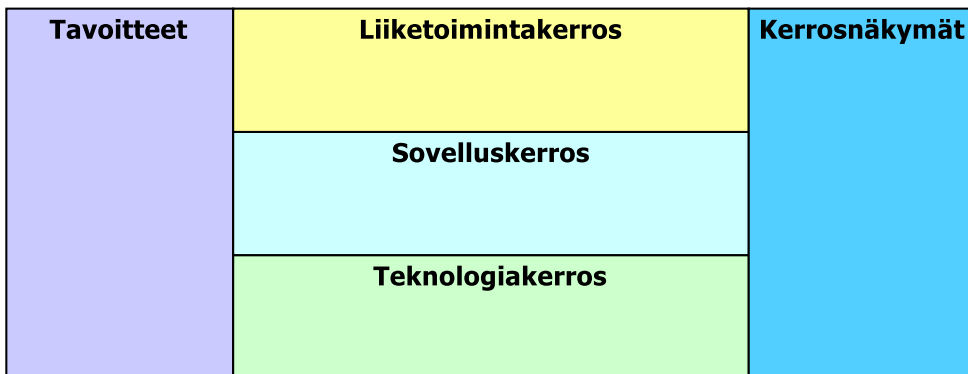 Tavoitteet
Liiketoimintakerros
Kerrosnäkymät
Sovelluskerros
Teknologiakerros